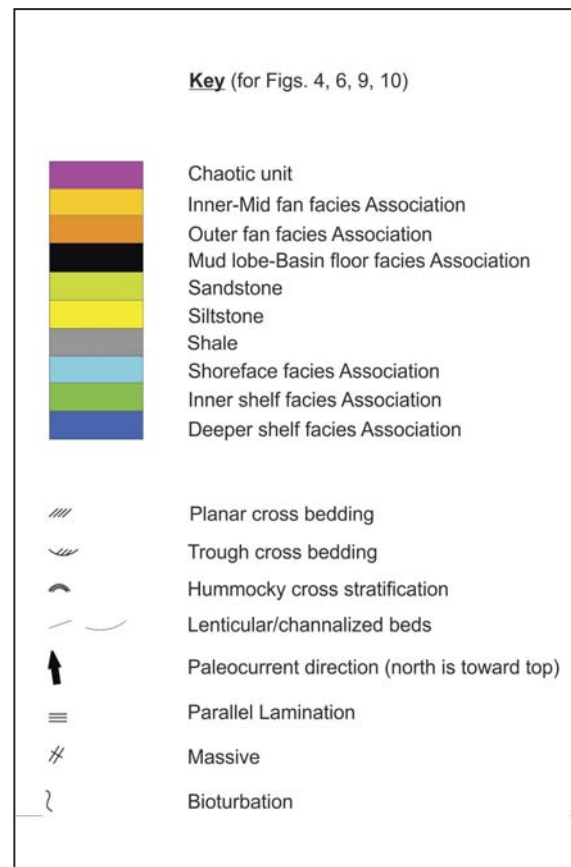 Key (for Figs. 4, 6, 9, 10)
Chaotic unit
Inner-Mid fan facies Association
Outer fan facies Association
Mud lobe-Basin floor facies Association
Sandstone
Siltstone
Shale
Shoreface facies Association
Inner shelf facies Association
Deeper shelf facies Association
Planar cross bedding
Trough cross bedding
Hummocky cross stratification
Lenticular/channalized beds
Paleocurrent direction (north is toward top)
Parallel Lamination
Massive
Bioturbation